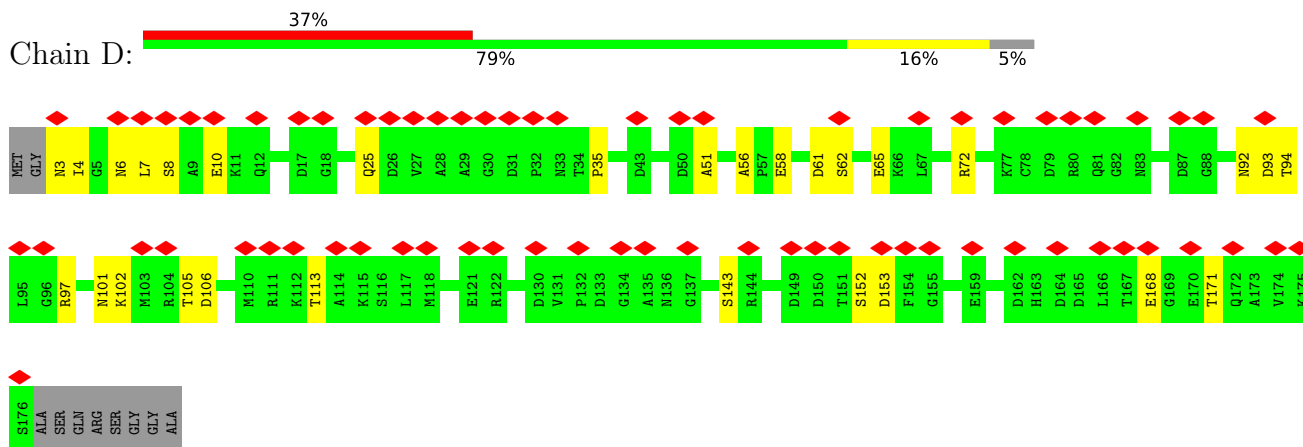 37%
Chain D:
79% 16% 5%
MET GLY N3 I4 G5 N6 L7 S8 A9 E10 K11 Q12 D17 G18 Q25 D26 V27 A28 A29 G30 D31 P32 N33 T34 P35 D43 D50 A51 A56 P57 E58 D61 S62 E65 K66 L67 R72 K77 C78 D79 R80 Q81 G82 N83 D87 G88 N92 D93 T94
L95 G96 R97 N101 K102 M103 R104 T105 D106 M110 R111 K112 T113 A114 K115 S116 L117 M118 E121 R122 D130 V131 P132 D133 G134 A135 N136 G137 S143 R144 D149 D150 T151 S152 D153 F154 G155 E159 D162 H163 D164 D165 L166 T167 E168 G169 E170 T171 Q172 A173 V174 K175
S176 ALA SER GLN ARG SER GLY GLY ALA